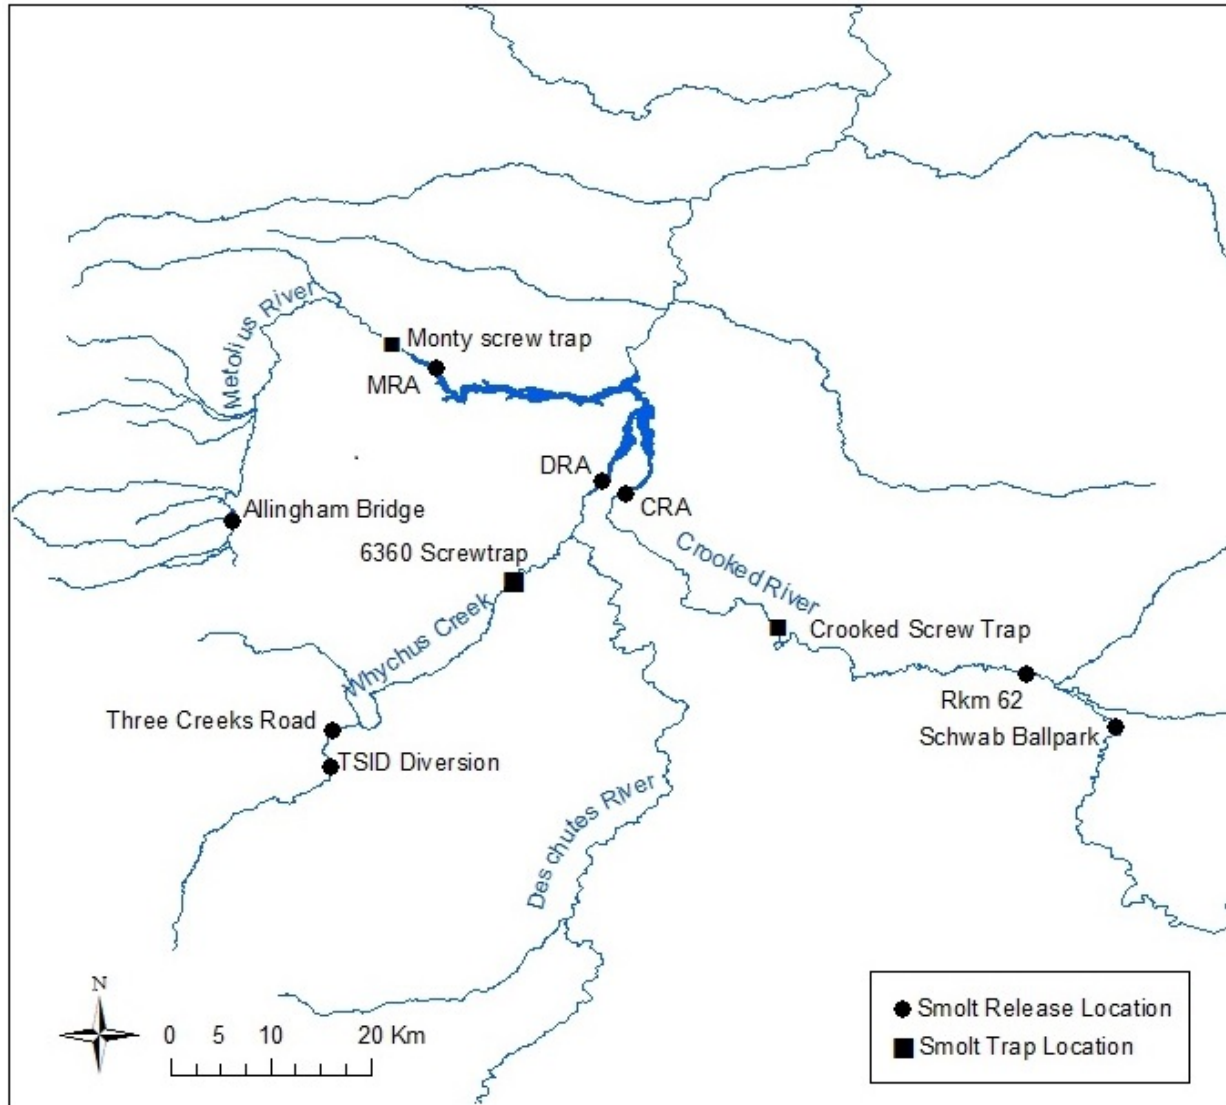 Metolius River
Monty screw trap
MRA
DRA
CRA
Allingham Bridge
6360 Screwtrap
Crooked River
Whychus Creek
Crooked Screw Trap
Rkm 62
Three Creeks Road
Schwab Ballpark
TSID Diversion
Deschutes River
N
0 5 10 20 Km
Smolt Release Location
Smolt Trap Location